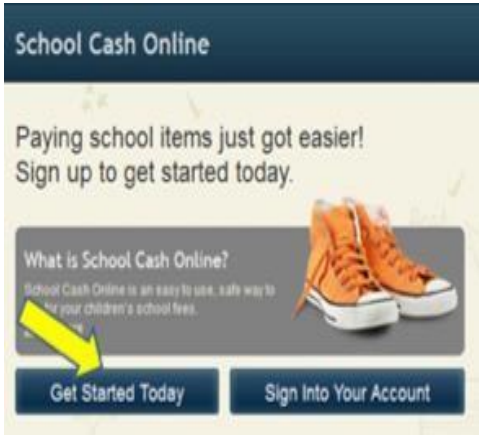 School Cash Online
Paying school items just got easier!
Sign up to get started today.
What is School Cash Online?
School Cash Online is an easy to use, safe way to
for your children's school fees.
Get Started Today
Sign Into Your Account